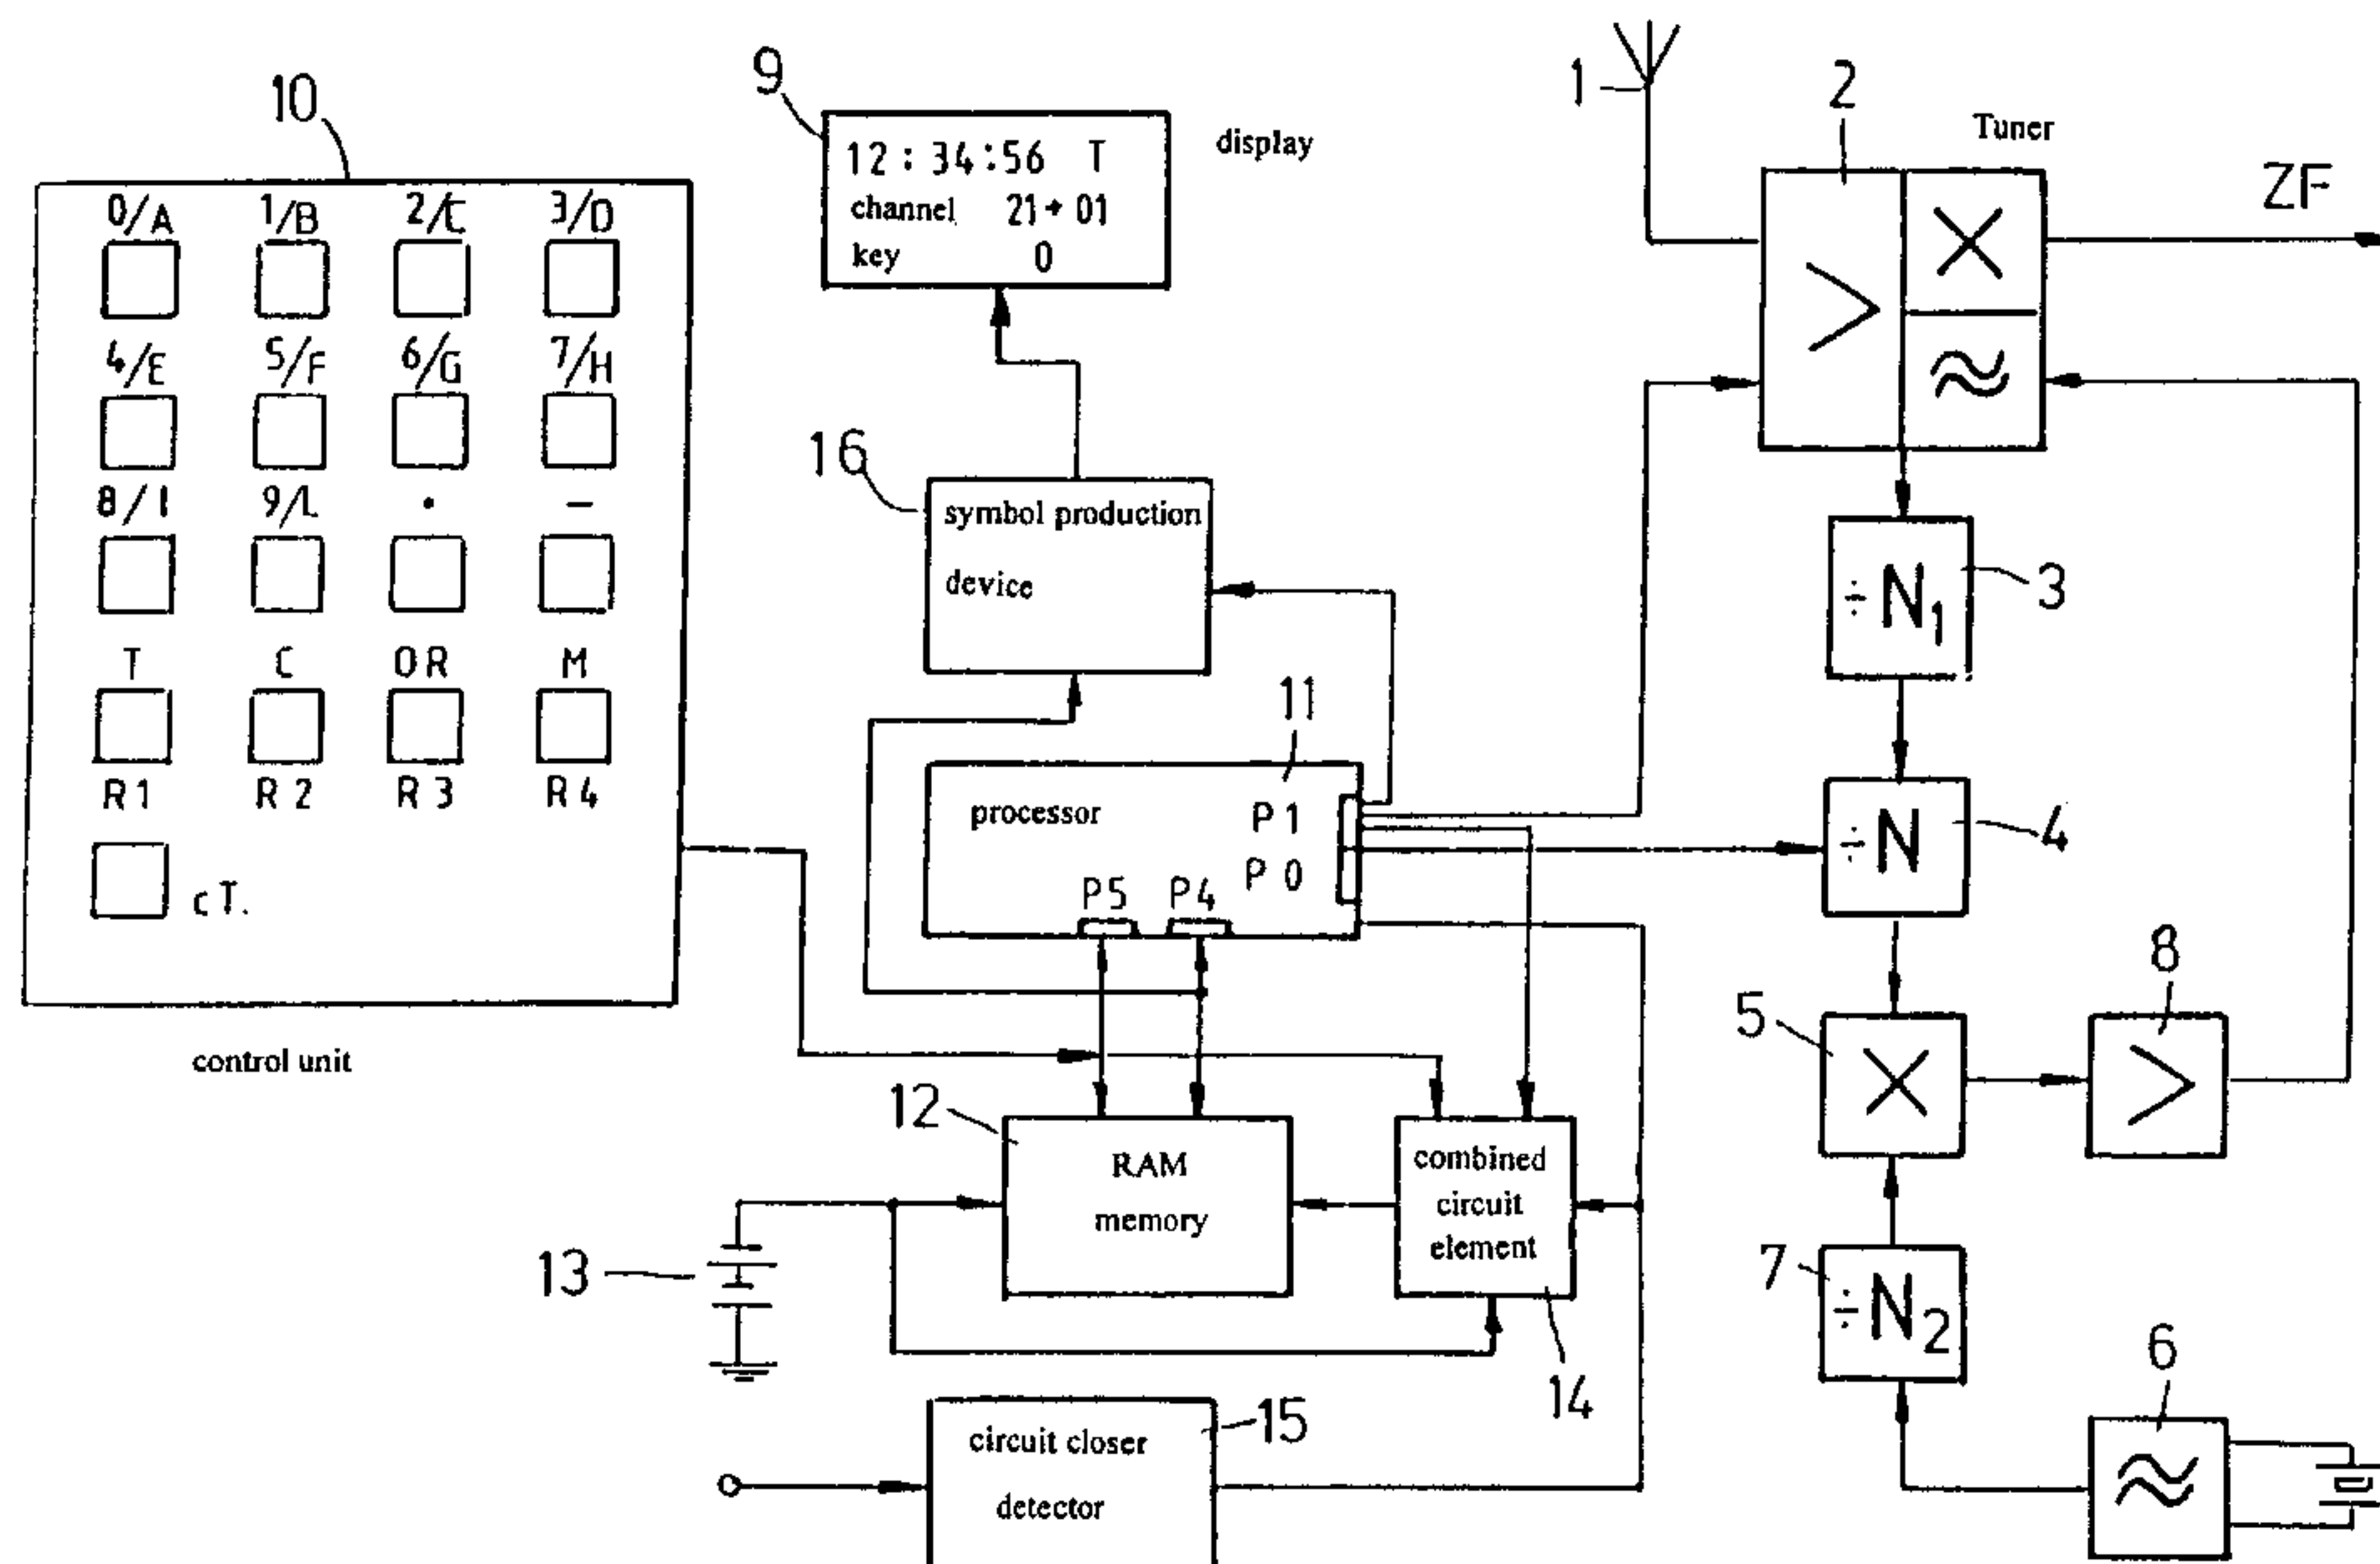 10
0/A 1/B 2/C 3/D
4/E 5/F 6/G 7/H
8/I 9/L . –
T C OR M
R1 R2 R3 R4
cT.
control unit
9
12:34:56 T
channel 21+01
key 0
display
16
symbol production
device
11
processor
P1
P0
P5 P4
12
RAM
memory
13
combined
circuit
element
14
15
circuit closer
detector
1
2
Tuner
ZF
÷N1
3
÷N
4
5
8
7
÷N2
6